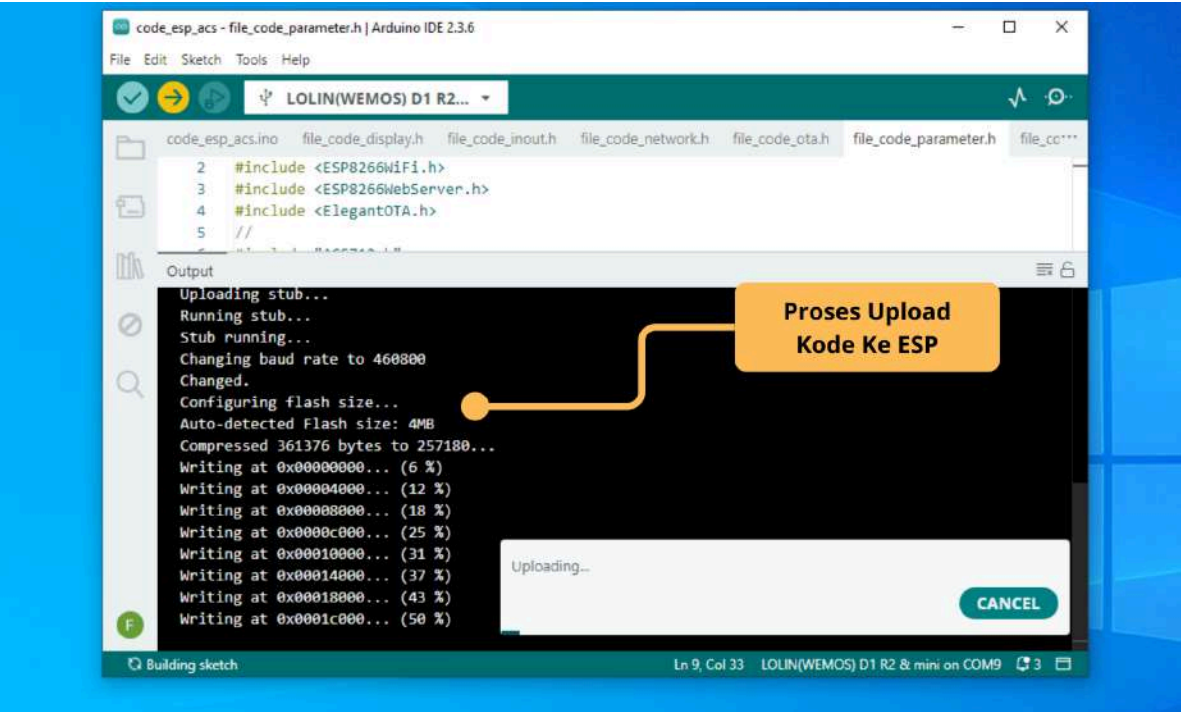 code_esp_acs - file_code_parameter.h | Arduino IDE 2.3.6
File Edit Sketch Tools Help
LOLIN(WEMOS) D1 R2...
code_esp_acs.ino file_code_display.h file_code_inout.h file_code_network.h file_code_ota.h file_code_parameter.h file_cc...
2 #include <ESP8266WiFi.h>
3 #include <ESP8266WebServer.h>
4 #include <ElegantOTA.h>
5 //
Output
Uploading stub...
Running stub...
Stub running...
Changing baud rate to 460800
Changed.
Configuring flash size...
Auto-detected Flash size: 4MB
Compressed 361376 bytes to 257180...
Writing at 0x00000000... (6 %)
Writing at 0x00004000... (12 %)
Writing at 0x00008000... (18 %)
Writing at 0x0000c000... (25 %)
Writing at 0x00010000... (31 %)
Writing at 0x00014000... (37 %)
Writing at 0x00018000... (43 %)
Writing at 0x0001c000... (50 %)
Proses Upload
Kode Ke ESP
Uploading...
CANCEL
F
Building sketch
Ln 9, Col 33 LOLIN(WEMOS) D1 R2 & mini on COM9 3